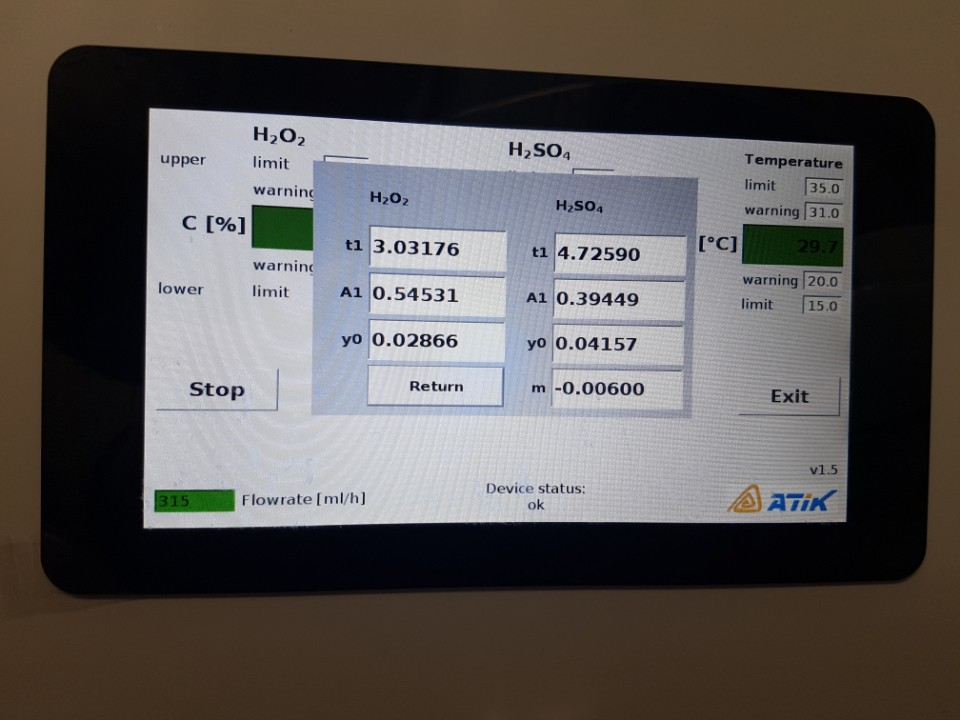 H₂O₂
H₂SO₄
Temperature
upper
limit
limit 35.0
warning
warning 31.0
C [%]
[°C] 29.7
warning
warning 20.0
lower
limit
limit 15.0
H₂O₂
H₂SO₄
t1 3.03176
t1 4.72590
A1 0.54531
A1 0.39449
y0 0.02866
y0 0.04157
Return
m -0.00600
Stop
Exit
v1.5
315 Flowrate [ml/h]
Device status:
ok
ATiK